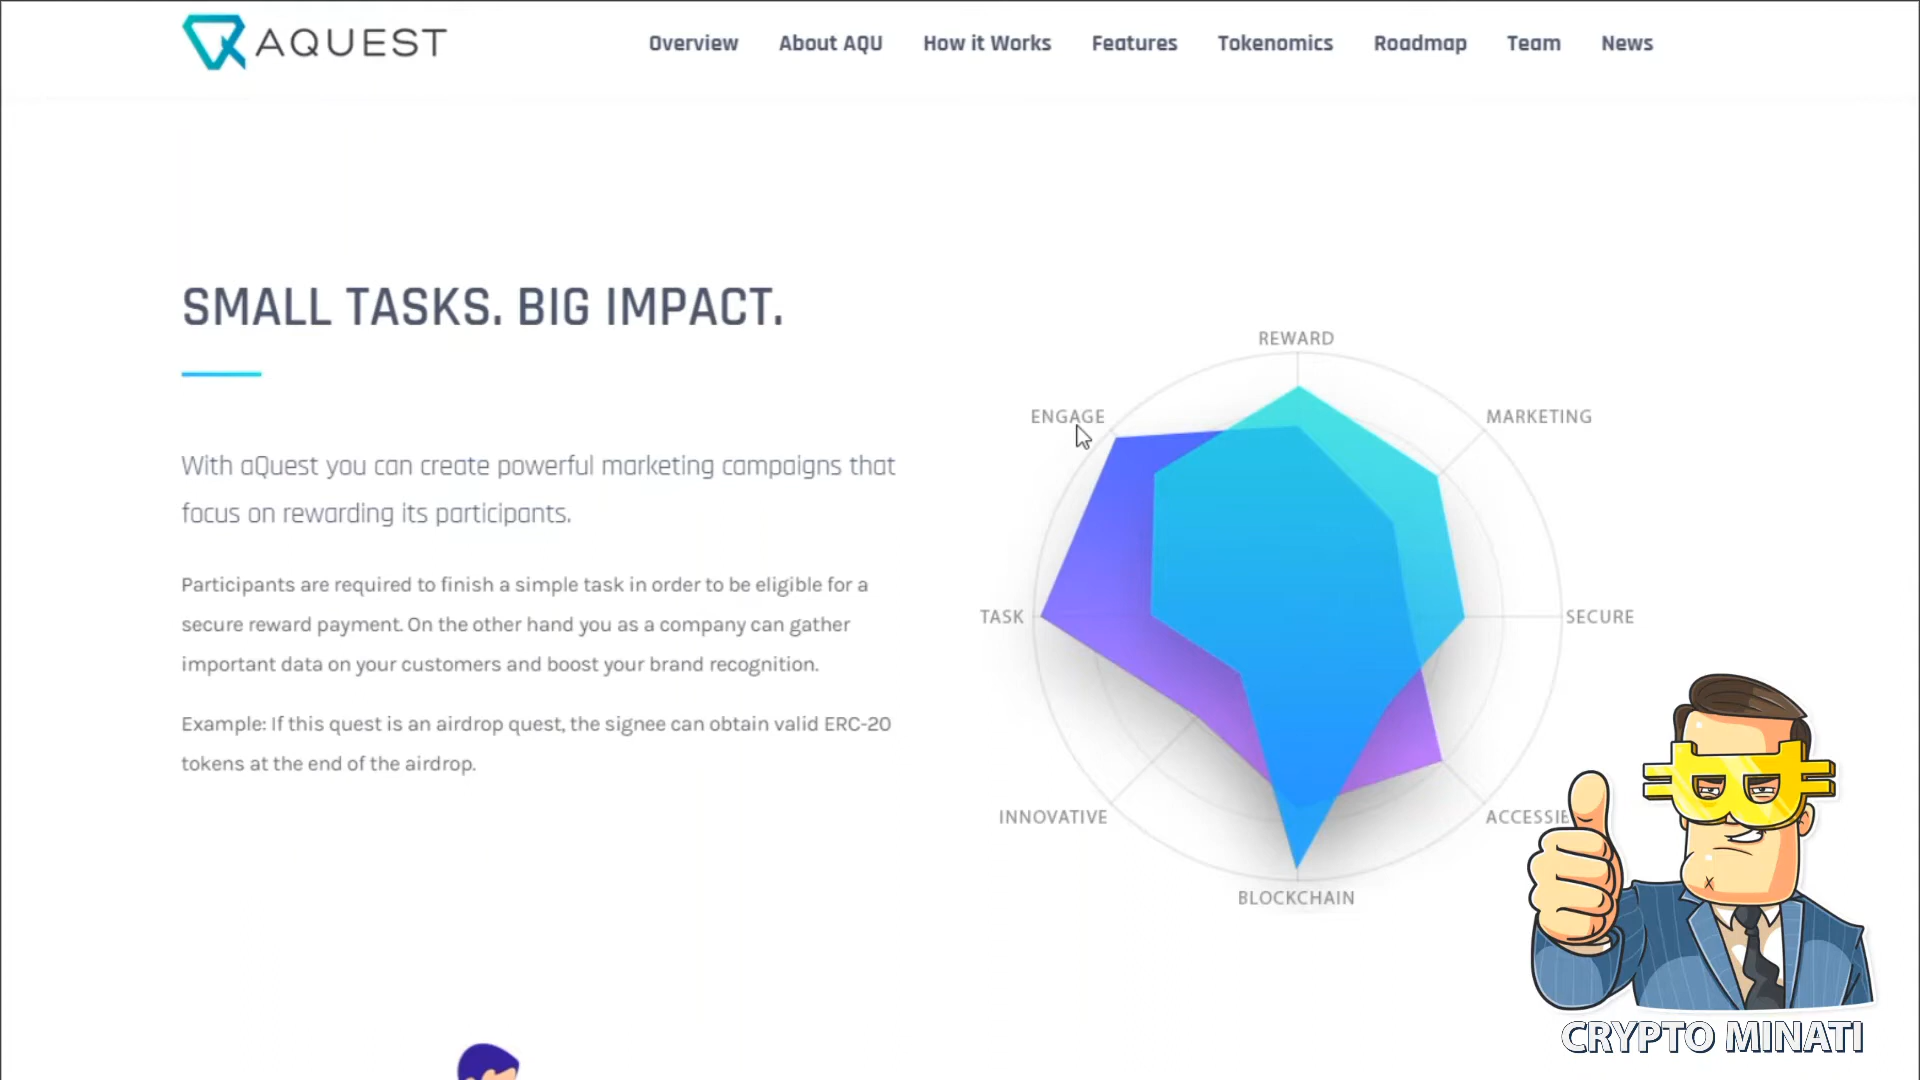 AQUEST
Overview About AQU How it Works Features Tokenomics Roadmap Team News
SMALL TASKS. BIG IMPACT.
With aQuest you can create powerful marketing campaigns that
focus on rewarding its participants.
Participants are required to finish a simple task in order to be eligible for a
secure reward payment. On the other hand you as a company can gather
important data on your customers and boost your brand recognition.
Example: If this quest is an airdrop quest, the signee can obtain valid ERC-20
tokens at the end of the airdrop.
REWARD
ENGAGE
MARKETING
TASK
SECURE
INNOVATIVE
BLOCKCHAIN
CRYPTO MINATI